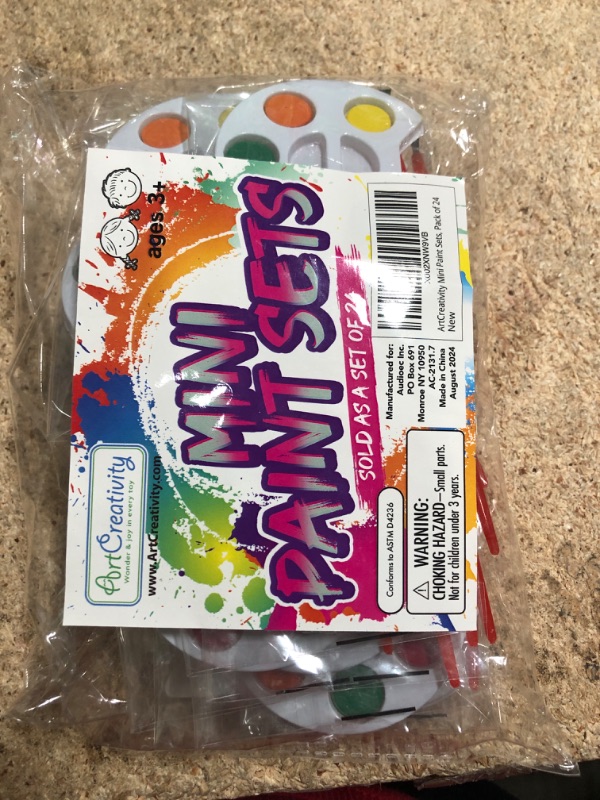 ages 3+
MINI
PAINT SETS
SOLD AS A SET OF 24
ArtCreativity
Wonder & joy in every toy
www.ArtCreativity.com
X002XNW9VB
ArtCreativity Mini Paint Sets, Pack of 24
New
Manufactured for:
Audioec Inc.
PO Box 691
Monroe NY 10950
AC-2131.7
Made in China
August 2024
Conforms to ASTM D4236
WARNING:
CHOKING HAZARD—Small parts.
Not for children under 3 years.